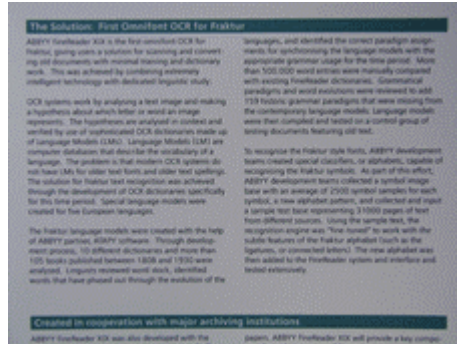 The Solution: First Omnifont OCR for Fraktur
ABBYY FineReader XIX is the first omnifont OCR for
Fraktur, giving users a solution for scanning and convert-
ing old documents with minimal training and dictionary
work. This was achieved by combining extremely
intelligent technology with dedicated linguistic study.
OCR systems work by analysing a text image and making
a hypothesis about which letter or word an image
represents. The hypotheses are analysed in context and
verified by use of sophisticated OCR dictionaries made up
of Language Models (LMs). Language Models (LM) are
computer databases that describe the vocabulary of a
language. The problem is that modern OCR systems do
not have LMs for older text fonts and older text spellings.
The solution for Fraktur text recognition was achieved
through the development of OCR dictionaries specifically
for this time period. Special language models were
created for five European languages.
The Fraktur language models were created with the help
of ABBYY partner, software. Through develop-
ment process, 10 different dictionaries and more than
105 books published between 1808 and 1930 were
analysed. Linguists reviewed word stock, identified
words that have phased out through the evolution of the
languages, and identified the correct paradigm assign-
ments for synchronising the language models with the
appropriate grammar usage for the time period. More
than 500.000 word entries were manually compared
with existing FineReader dictionaries. Grammatical
paradigms and word evolutions were reviewed to add
159 historic grammar paradigms that were missing from
the contemporary language models. Language models
were then compiled and tested on a control group of
testing documents featuring old text.
To recognise the Fraktur style fonts, ABBYY development
teams created special classifiers, or alphabets, capable of
recognising the Fraktur symbols. As part of this effort,
ABBYY development teams collected a symbol image
base with an average of 2500 symbol samples for each
symbol, a new alphabet pattern, and collected and input
a sample text base representing 31000 pages of text
from different sources. Using the sample text, the
recognition engine was "fine tuned" to work with the
subtle features of the fraktur alphabet (such as the
ligatures, or connected letters). The new alphabet was
then added to the FineReader system and interface and
tested extensively.
Created in cooperation with major archiving institutions
ABBYY FineReader XIX was also developed with the
papers, ABBYY FineReader XIX will provide a key compo-